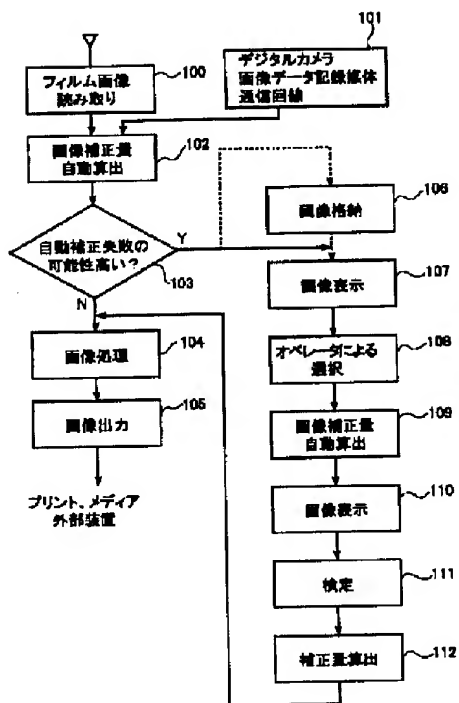 101
フィルム画像
読み取り
100
デジタルカメラ
画像データ記録媒体
通信回線
画像補正量
自動算出
102
自動補正失敗の
可能性高い?
103
Y
N
106
画像格納
107
画像表示
108
オペレータによる
選択
109
画像補正量
自動算出
110
画像表示
111
検定
112
補正量算出
104
画像処理
105
画像出力
プリント、メディア
外部装置